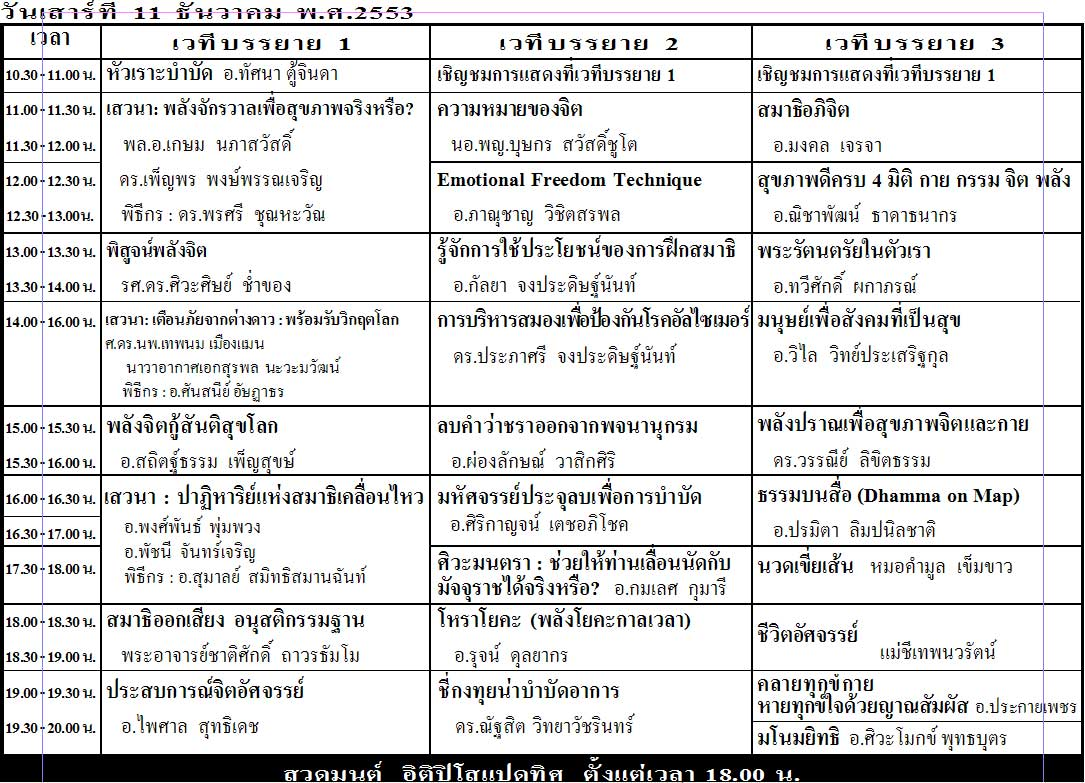 วันเสาร์ที่ 11 ธันวาคม พ.ศ.2553
เวลา เวทีบรรยาย 1 เวทีบรรยาย 2 เวทีบรรยาย 3
10.30 - 11.00 น. หัวเราะบำบัด อ.ทัศนา ตู้จินดา เชิญชมการแสดงที่เวทีบรรยาย 1 เชิญชมการแสดงที่เวทีบรรยาย 1
11.00 - 11.30 น. เสวนา: พลังจักรวาลเพื่อสุขภาพจริงหรือ? ความหมายของจิต สมาธิอภิจิต
11.30 - 12.00 น. พล.อ.เกษม นภาสวัสดิ์ นอ.พญ.บุษกร สวัสดิ์ชูโต อ.มงคล เจรจา
12.00 - 12.30 น. ดร.เพ็ญพร พงษ์พรรณเจริญ Emotional Freedom Technique สุขภาพดีครบ 4 มิติ กาย กรรม จิต พลัง
12.30 - 13.00น. พิธีกร : ดร.พรศรี ชุณหะวัณ อ.ภาณุชาญ วิชิตสรพล อ.ณิชาพัฒน์ ธาดาธนากร
13.00 - 13.30 น. พิสูจน์พลังจิต รู้จักการใช้ประโยชน์ของการฝึกสมาธิ พระรัตนตรัยในตัวเรา
13.30 - 14.00 น. รศ.ดร.ศิวะศิษย์ ช่ำของ อ.กัลยา จงประดิษฐ์นันท์ อ.ทวีศักดิ์ ผกาภรณ์
14.00 - 16.00 น. เสวนา: เตือนภัยจากต่างดาว : พร้อมรับวิกฤตโลก การบริหารสมองเพื่อป้องกันโรคอัลไซเมอร์ มนุษย์เพื่อสังคมที่เป็นสุข
ศ.ดร.นพ.เทพนม เมืองแมน ดร.ประภาศรี จงประดิษฐ์นันท์ อ.วิไล วิทย์ประเสริฐกุล
นาวาอากาศเอกสุรพล นะวะมวัฒน์
พิธีกร : อ.ศันสนีย์ อัษฏาธร
15.00 - 15.30 น. พลังจิตกู้สันติสุขโลก ลบคำว่าชราออกจากพจนานุกรม พลังปราณเพื่อสุขภาพจิตและกาย
15.30 - 16.00 น. อ.สถิตฐ์ธรรม เพ็ญสุขษ์ อ.ผ่องลักษณ์ วาสิกศิริ ดร.วรรณีย์ ลิขิตธรรม
16.00 - 16.30 น. เสวนา : ปาฏิหาริย์แห่งสมาธิเคลื่อนไหว มหัศจรรย์ประจุลบเพื่อการบำบัด ธรรมบนสื่อ (Dhamma on Map)
16.30 - 17.00 น. อ.พงศ์พันธ์ พุ่มพวง อ.ศิริกาญจน์ เตชอภิโชค อ.ปรมิตา ลิมปนิลชาติ
อ.พัชนี จันทร์เจริญ
17.30 - 18.00 น. พิธีกร : อ.สุมาลย์ สมิทธิสมานฉันท์ ศิวะมนตรา : ช่วยให้ท่านเลื่อนนัดกับ นวดเขี่ยเส้น หมอคำมูล เข็มขาว
มัจจุราชได้จริงหรือ? อ.กมเลศ กุมารี
18.00 - 18.30 น. สมาธิออกเสียง อนุสติกรรมฐาน โหราโยคะ (พลังโยคะกาลเวลา) ชีวิตอัศจรรย์
18.30 - 19.00 น. พระอาจารย์ชาติศักดิ์ ถาวรธัมโม อ.รุจน์ ดุลยากร แม่ชีเทพนวรัตน์
19.00 - 19.30 น. ประสบการณ์จิตอัศจรรย์ ชี่กงทุยน่าบำบัดอาการ คลายทุกข์กาย
หายทุกข์ใจด้วยญาณสัมผัส อ.ประกายเพชร
19.30 - 20.00 น. อ.ไพศาล สุทธิเดช ดร.ณัฐสิต วิทยาวัชรินทร์ มโนมยิทธิ อ.ศิวะโมกข์ พุทธบุตร
สวดมนต์ อิติปิโสแปดทิศ ตั้งแต่เวลา 18.00 น.